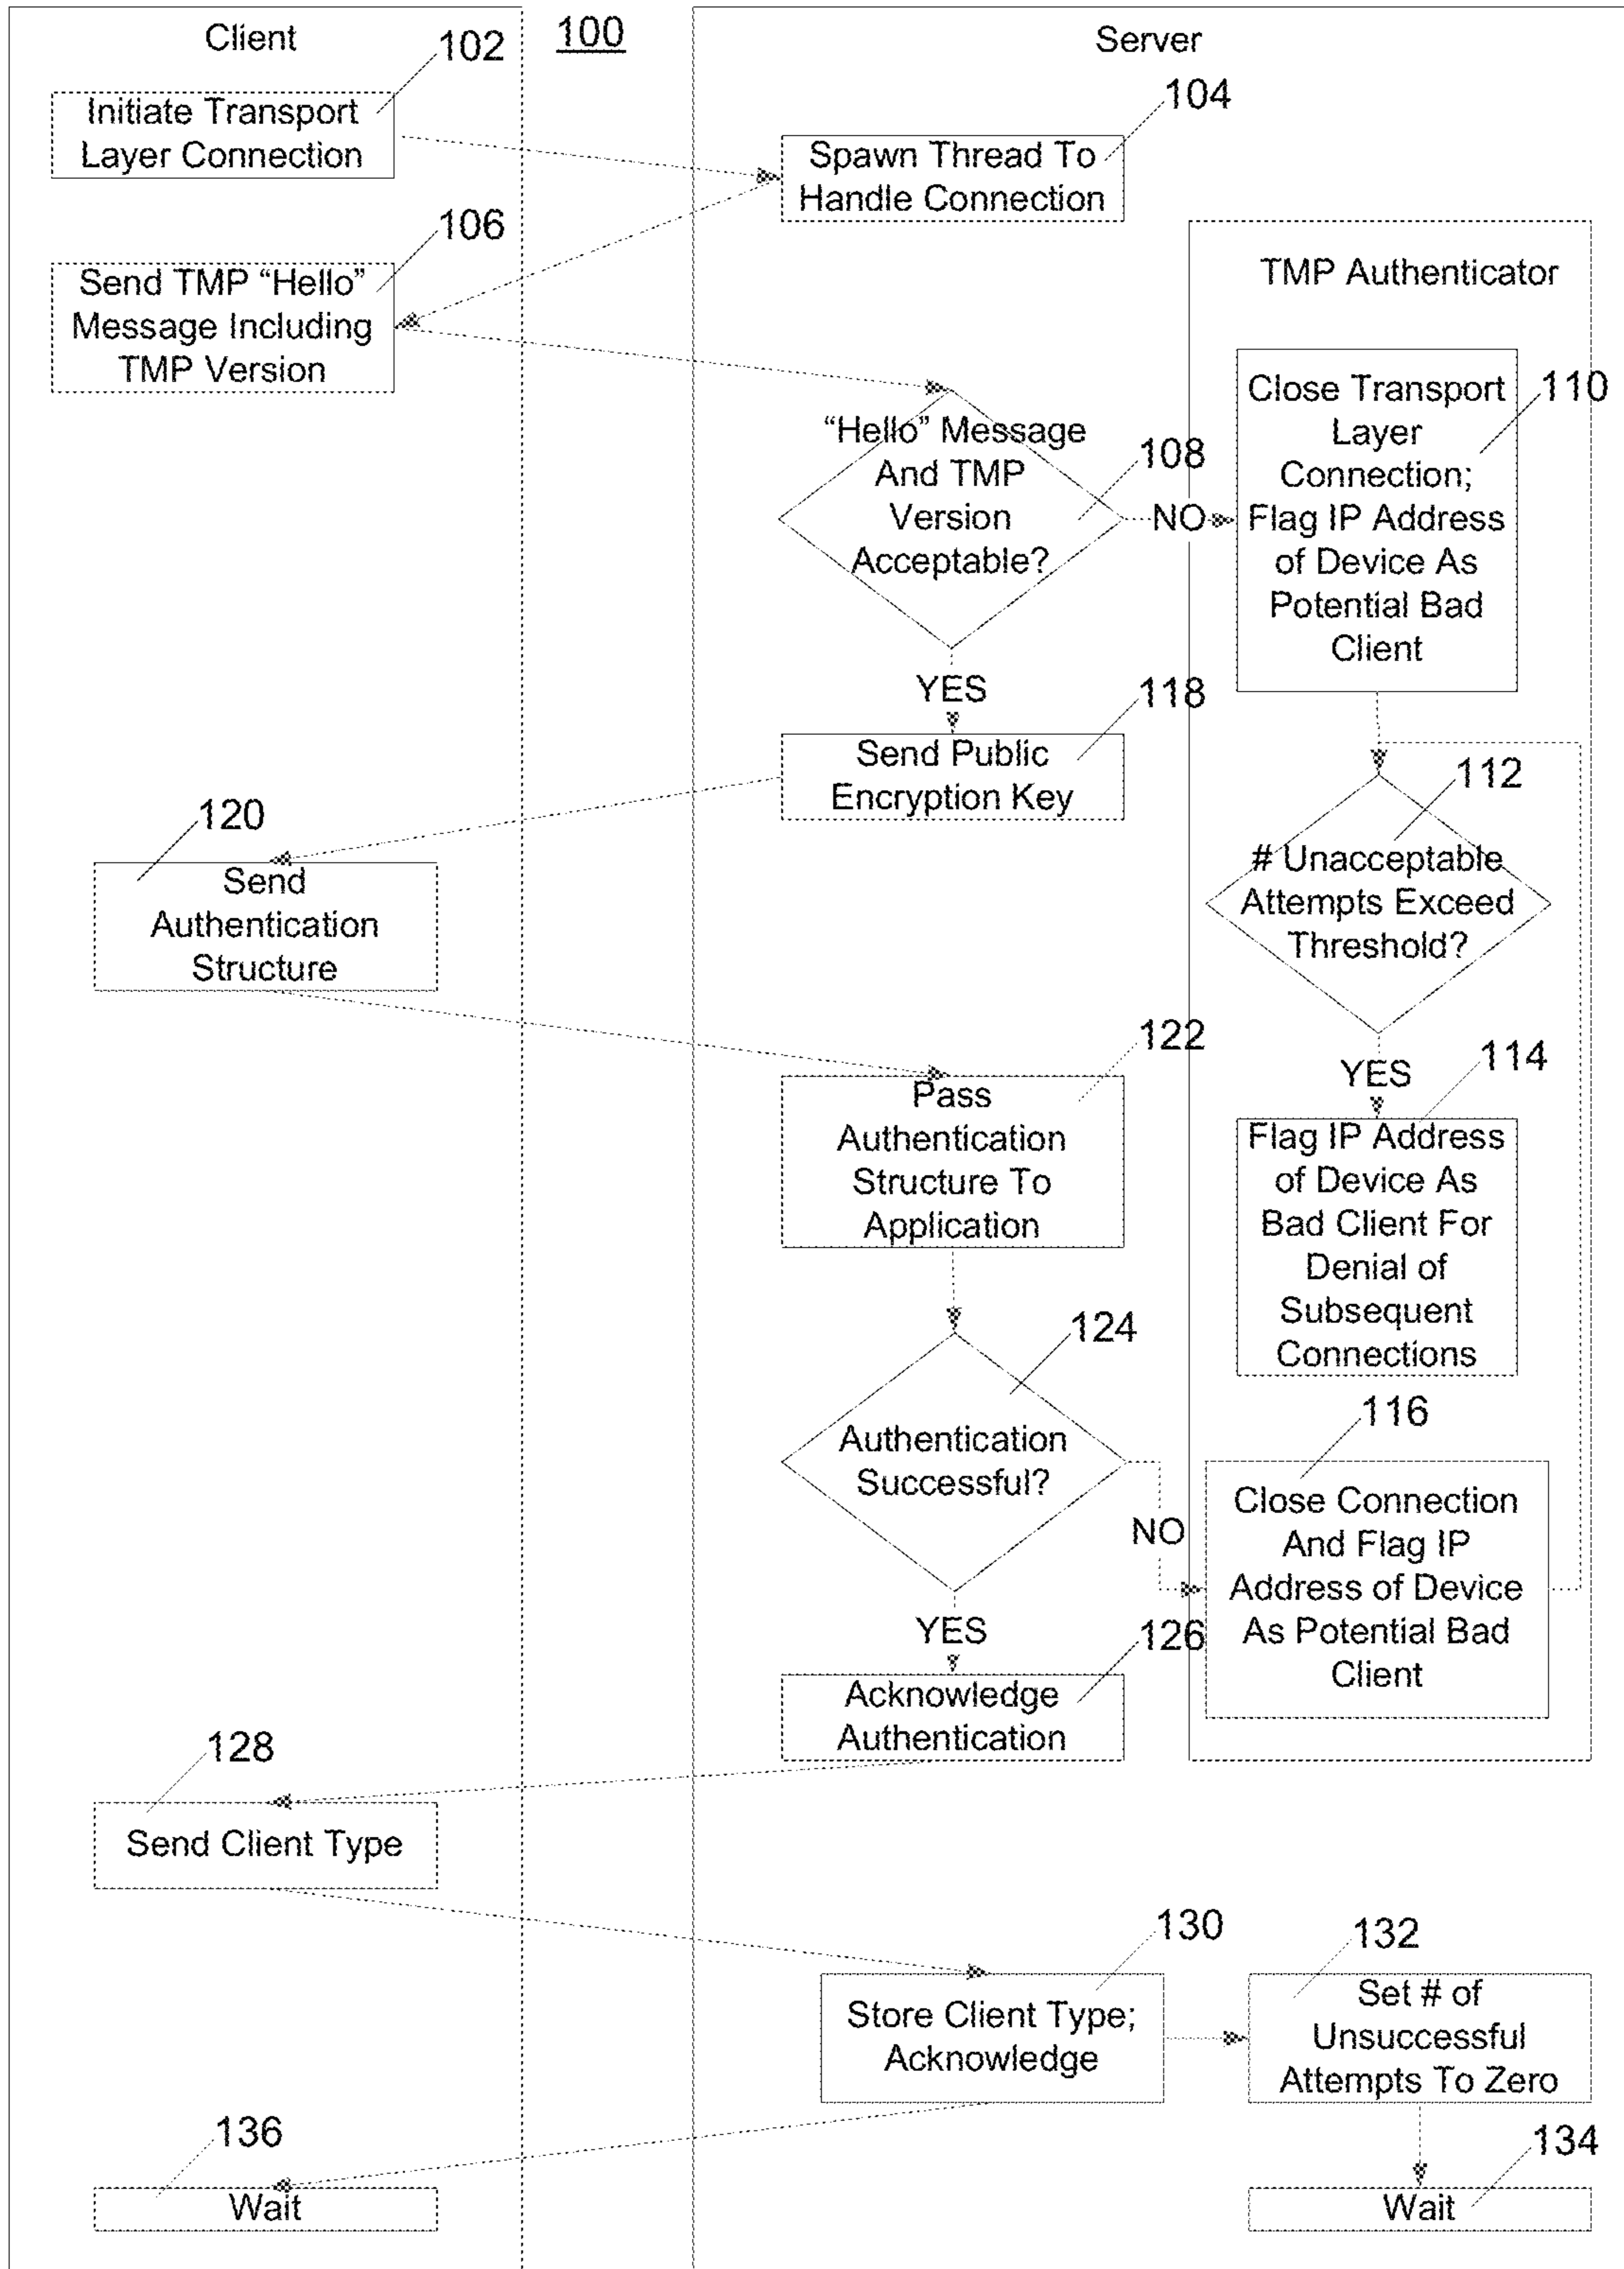 Client
100
Server
102
Initiate Transport
Layer Connection
104
Spawn Thread To
Handle Connection
106
Send TMP “Hello”
Message Including
TMP Version
TMP Authenticator
“Hello” Message
And TMP
Version
Acceptable?
108
NO
Close Transport
Layer
Connection;
Flag IP Address
of Device As
Potential Bad
Client
110
YES
118
Send Public
Encryption Key
112
# Unacceptable
Attempts Exceed
Threshold?
120
Send
Authentication
Structure
122
Pass
Authentication
Structure To
Application
YES
114
Flag IP Address
of Device As
Bad Client For
Denial of
Subsequent
Connections
124
Authentication
Successful?
NO
116
Close Connection
And Flag IP
Address of Device
As Potential Bad
Client
YES
126
Acknowledge
Authentication
128
Send Client Type
130
Store Client Type;
Acknowledge
132
Set # of
Unsuccessful
Attempts To Zero
136
Wait
134
Wait